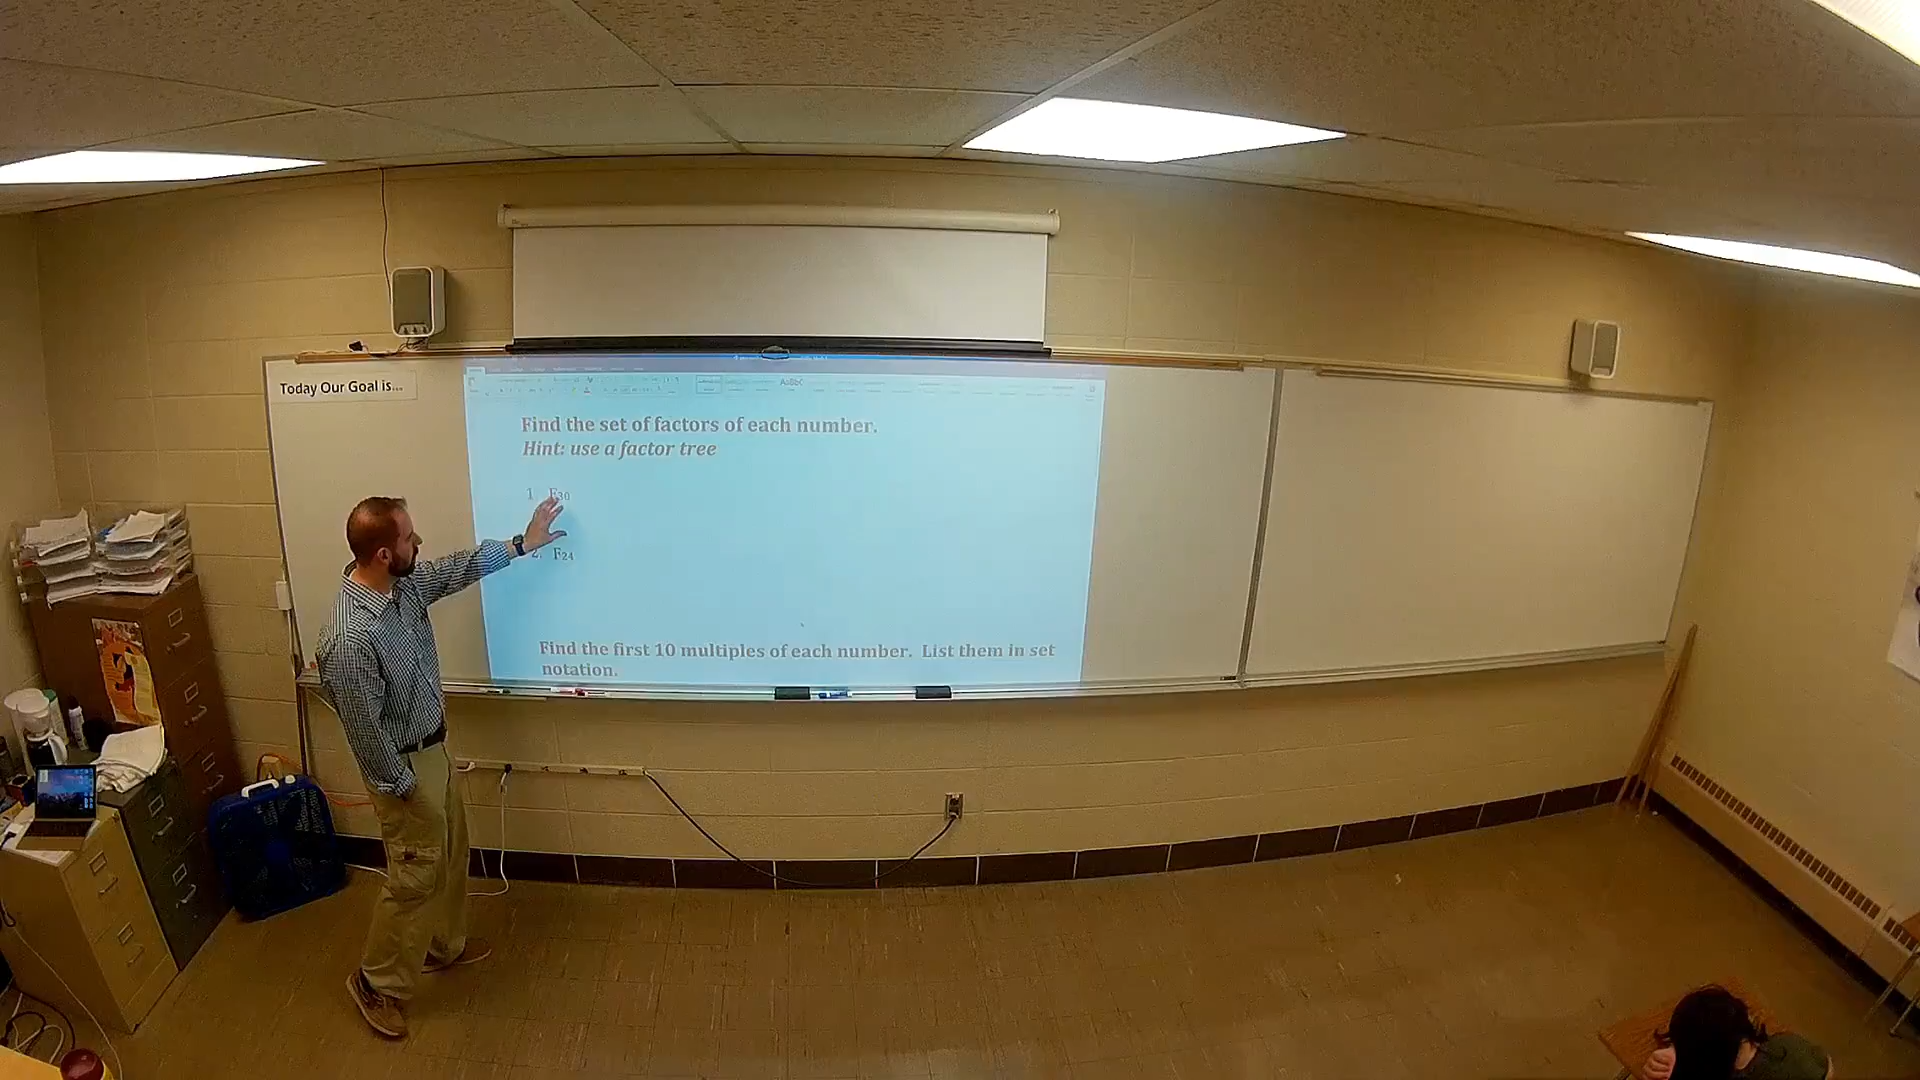 Today Our Goal is...
AaBbC
Find the set of factors of each number.
Hint: use a factor tree
1 F30
2. F24
Find the first 10 multiples of each number. List them in set
notation.